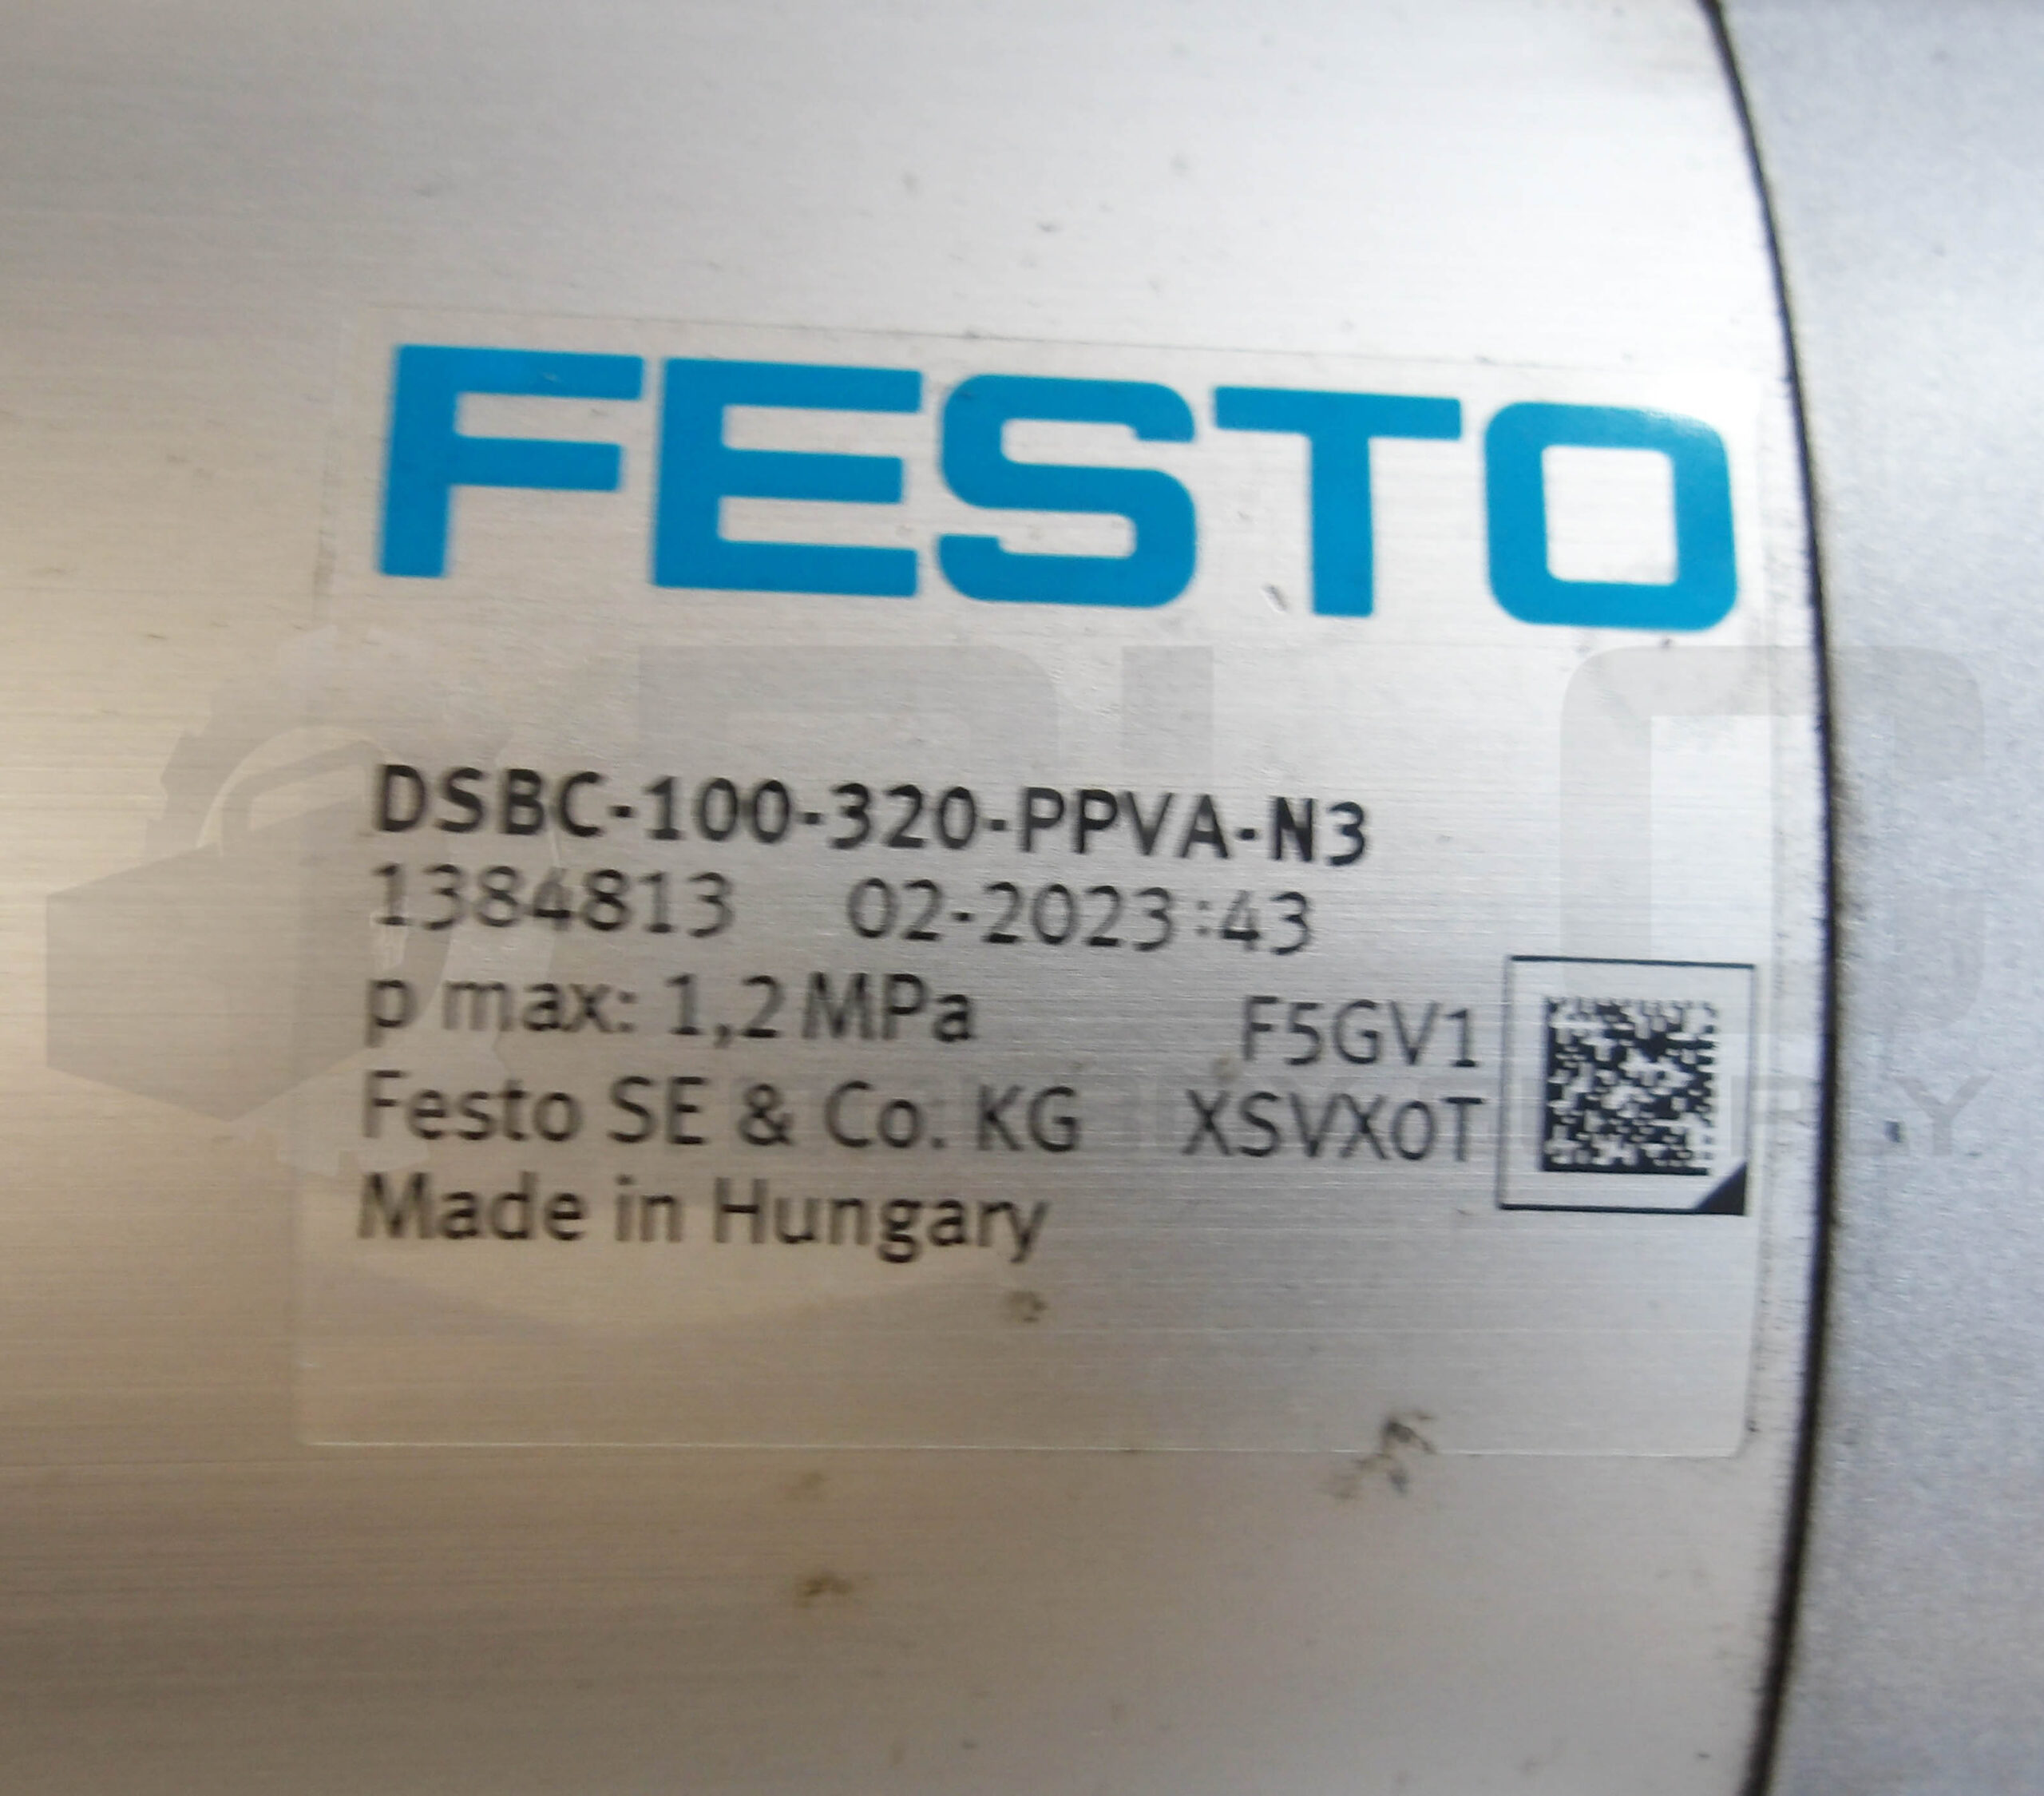 FESTO
DSBC-100-320-PPVA-N3
1384813 02-2023:43
p max: 1,2 MPa F5GV1
Festo SE & Co. KG XSVX0T
Made in Hungary